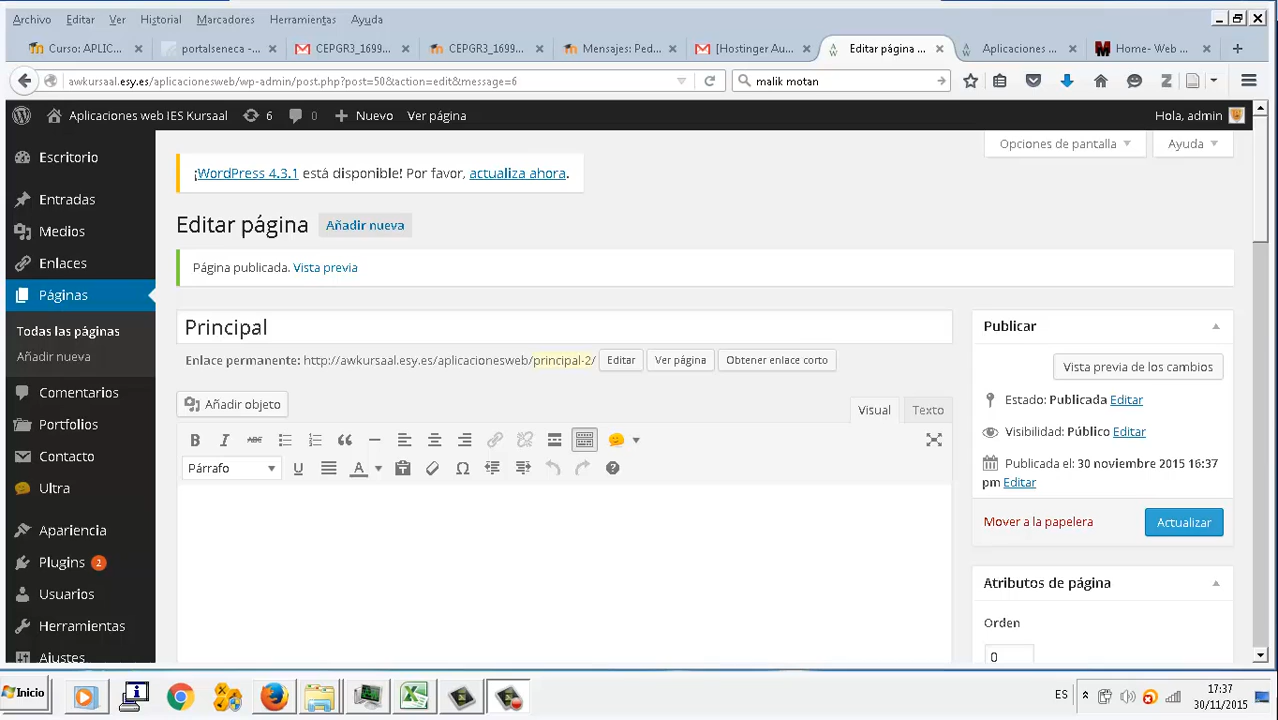 Archivo Editar Ver Historial Marcadores Herramientas Ayuda
Curso: APLIC... portalseneco ... CEPGR3_1699... CEPGR3_1699... Mensajes: Ped... [Hostinger Au... Editar página ... Aplicaciones ... Home- Web ...
awkursaal.esy.es/aplicacionesweb/wp-admin/post.php?post=50&action=edit&message=6 malik motan
Aplicaciones web IES Kursaal 6 0 Nuevo Ver página Hola, admin
Opciones de pantalla Ayuda
Escritorio
Entradas
Medios
Enlaces
Páginas
Todas las páginas
Añadir nueva
Comentarios
Portfolios
Contacto
Ultra
Apariencia
Plugins 2
Usuarios
Herramientas
Ajustes
¡WordPress 4.3.1 está disponible! Por favor, actualiza ahora.
Editar página Añadir nueva
Página publicada. Vista previa
Principal
Enlace permanente: http://awkursaal.esy.es/aplicacionesweb/principal-2/ Editar Ver página Obtener enlace corto
Añadir objeto Visual Texto
B I ABC
Párrafo U A Ω
Publicar
Vista previa de los cambios
Estado: Publicada Editar
Visibilidad: Público Editar
Publicada el: 30 noviembre 2015 16:37
pm Editar
Mover a la papelera Actualizar
Atributos de página
Orden
0
Inicio ES 17:37
30/11/2015